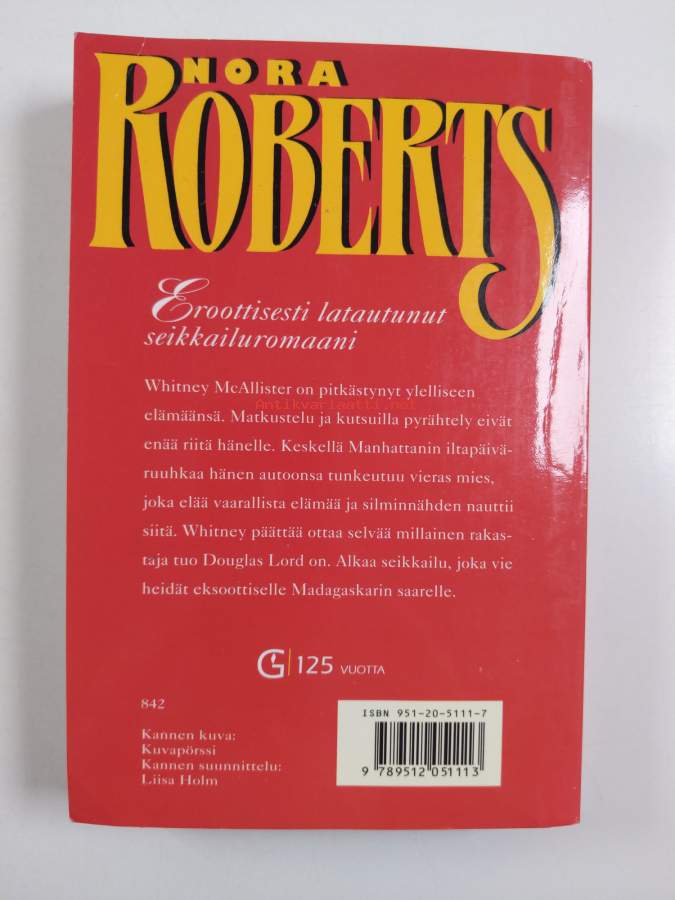 NORA
ROBERTS
Eroottisesti latautunut
seikkailuromaani
Whitney McAllister on pitkästynyt ylelliseen
Antikvariaatti.net
elämäänsä. Matkustelu ja kutsuilla pyrähtely eivät
enää riitä hänelle. Keskellä Manhattanin iltapäivä-
ruuhkaa hänen autoonsa tunkeutuu vieras mies,
joka elää vaarallista elämää ja silminnähden nauttii
siitä. Whitney päättää ottaa selvää millainen rakas-
taja tuo Douglas Lord on. Alkaa seikkailu, joka vie
heidät eksoottiselle Madagaskarin saarelle.
G 125 VUOTTA
842
Kannen kuva:
Kuvapörssi
Kannen suunnittelu:
Liisa Holm
ISBN 951-20-5111-7
9 789512 051113